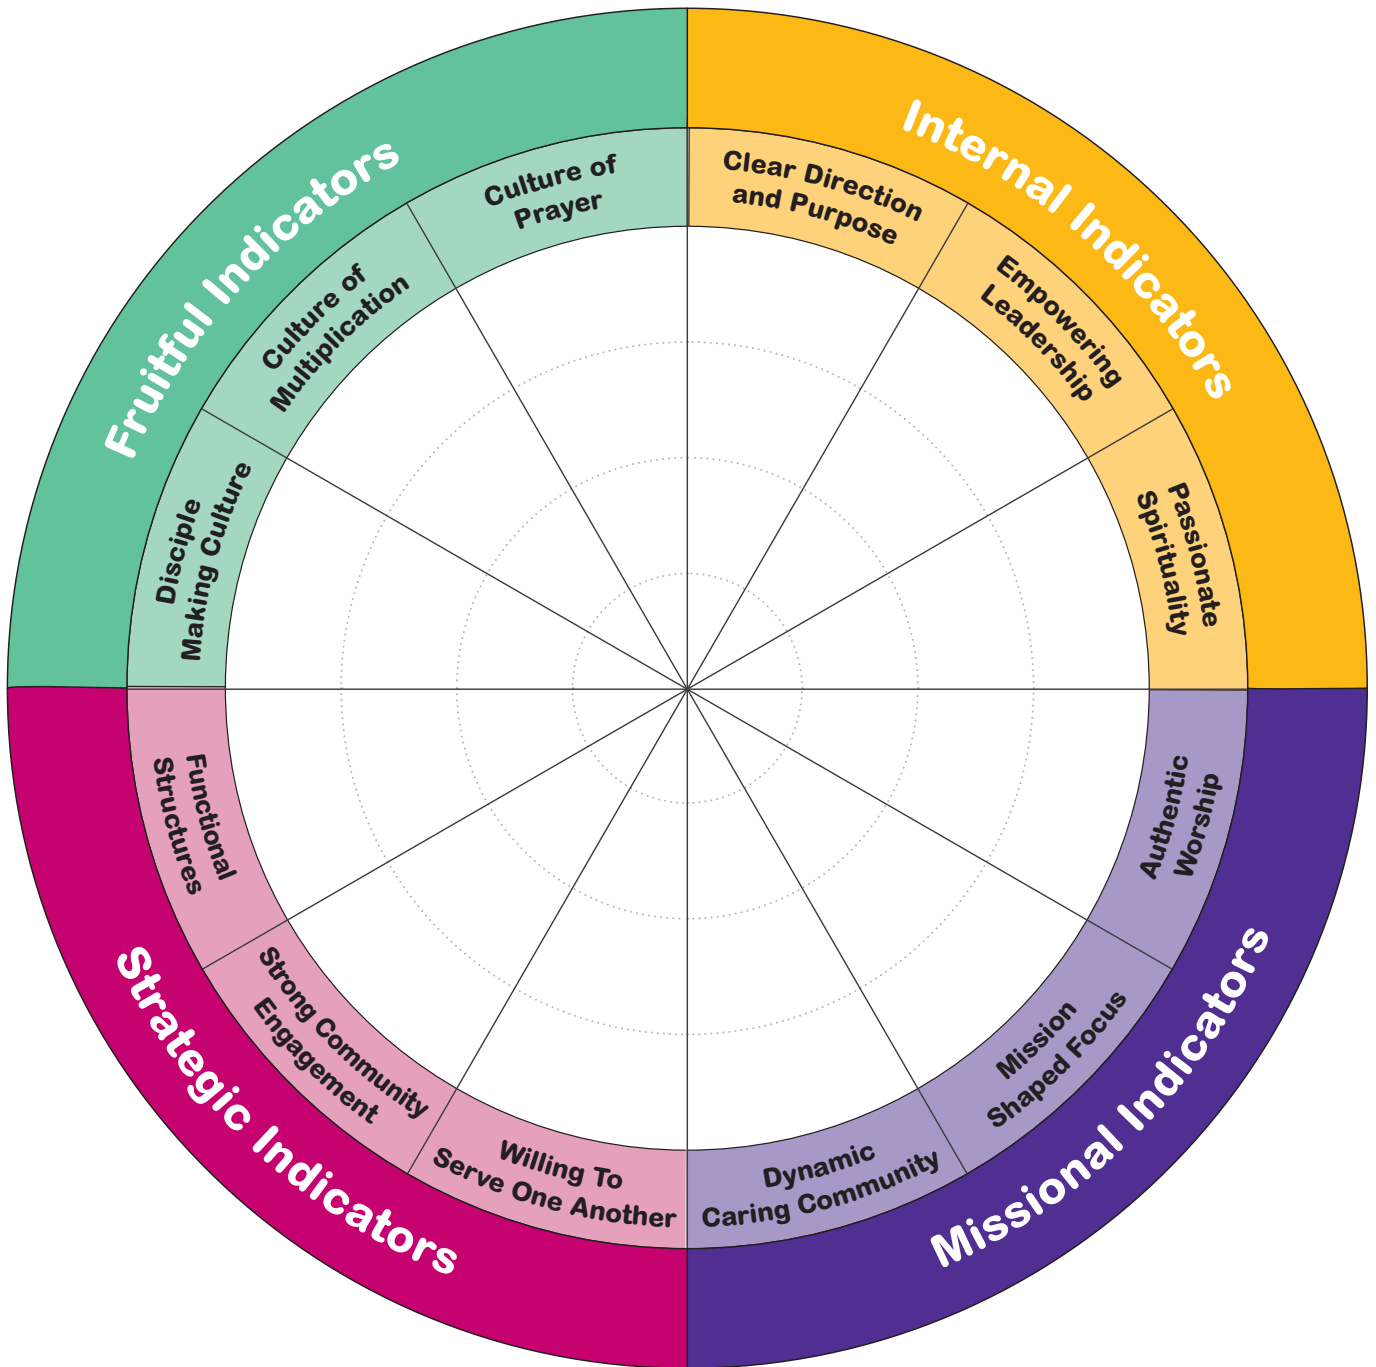 Internal Indicators
Clear Direction
and Purpose
Empowering
Leadership
Passionate
Spirituality
Missional Indicators
Authentic
Worship
Mission
Shaped Focus
Dynamic
Caring Community
Strategic Indicators
Willing To
Serve One Another
Strong Community
Engagement
Functional
Structures
Fruitful Indicators
Disciple
Making Culture
Culture of
Multiplication
Culture of
Prayer